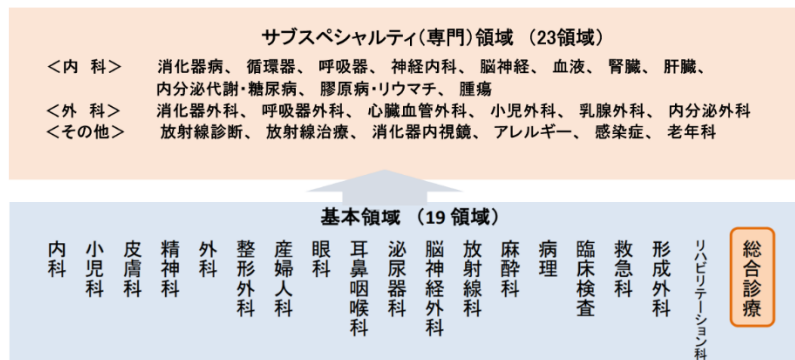 サブスペシャルティ(専門)領域 (23領域)
＜内 科＞ 消化器病、 循環器、 呼吸器、 神経内科、 脳神経、 血液、 腎臓、 肝臓、
内分泌代謝・糖尿病、 膠原病・リウマチ、 腫瘍
＜外 科＞ 消化器外科、 呼吸器外科、 心臓血管外科、 小児外科、 乳腺外科、 内分泌外科
＜その他＞ 放射線診断、 放射線治療、 消化器内視鏡、 アレルギー、 感染症、 老年科
基本領域 (19 領域)
内科
小児科
皮膚科
精神科
外科
整形外科
産婦人科
眼科
耳鼻咽喉科
泌尿器科
脳神経外科
放射線科
麻酔科
病理
臨床検査
救急科
形成外科
リハビリテーション科
総合診療